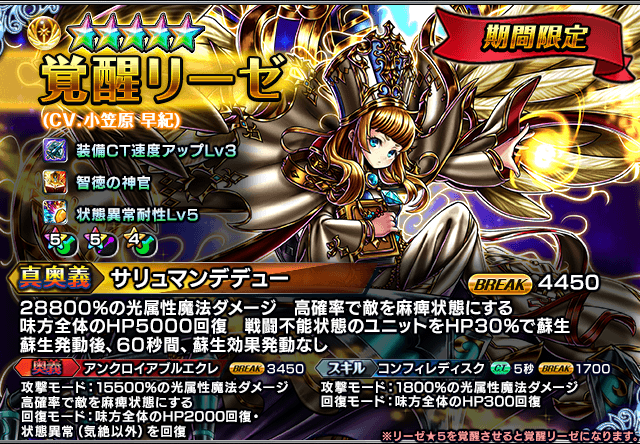 期間限定
覚醒リーゼ
(CV:小笠原 早紀)
装備CT速度アップLv3
智徳の神官
状態異常耐性Lv5
5 5 4
真奥義 サリュマンデデュー BREAK 4450
28800%の光属性魔法ダメージ 高確率で敵を麻痺状態にする
味方全体のHP5000回復 戦闘不能状態のユニットをHP30%で蘇生
蘇生発動後、60秒間、蘇生効果発動なし
奥義 アンクロイアブルエクレ BREAK 3450
攻撃モード:15500%の光属性魔法ダメージ
高確率で敵を麻痺状態にする
回復モード:味方全体のHP2000回復・
状態異常(気絶以外)を回復
スキル コンフィレディスク CT 5秒 BREAK 1700
攻撃モード:1800%の光属性魔法ダメージ
回復モード:味方全体のHP300回復
※リーゼ★5を覚醒させると覚醒リーゼになります。